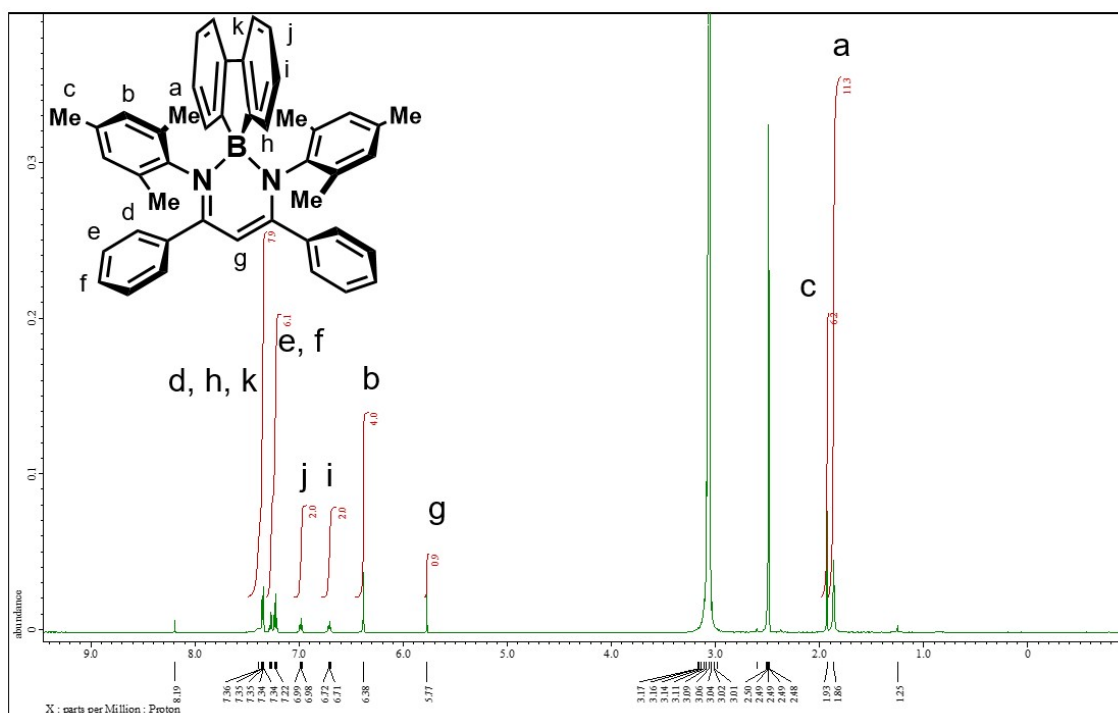 k
j
i
c
b
a
Me
Me
Me
Me
h
B
N
N
Me
Me
d
e
f
g
a
11.3
0.3
7.9
c
6.2
0.2
6.1
e, f
d, h, k
b
4.0
0.1
j
i
2.0
2.0
g
0.9
abundance
0
9.0 8.0 7.0 6.0 5.0 4.0 3.0 2.0 1.0 0
8.19 7.36 7.35 7.35 7.34 7.34 7.22 6.99 6.98 6.72 6.71 6.38 5.77 3.17 3.16 3.14 3.11 3.09 3.06 3.04 3.02 3.01 2.50 2.49 2.49 2.49 2.48 1.93 1.86 1.25
X : parts per Million : Proton